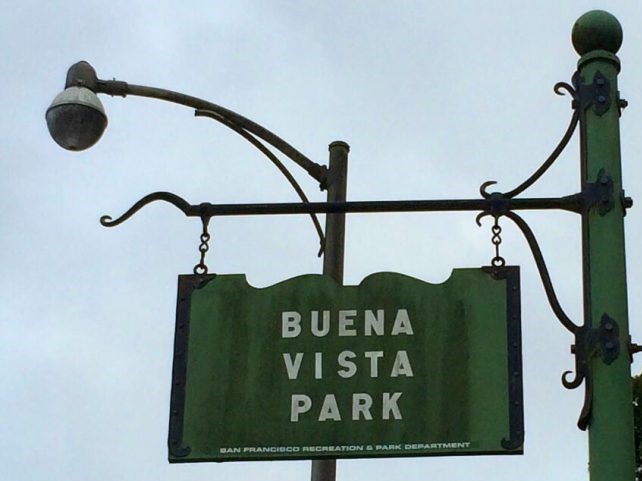 BUENA
VISTA
PARK
SAN FRANCISCO RECREATION & PARK DEPARTMENT